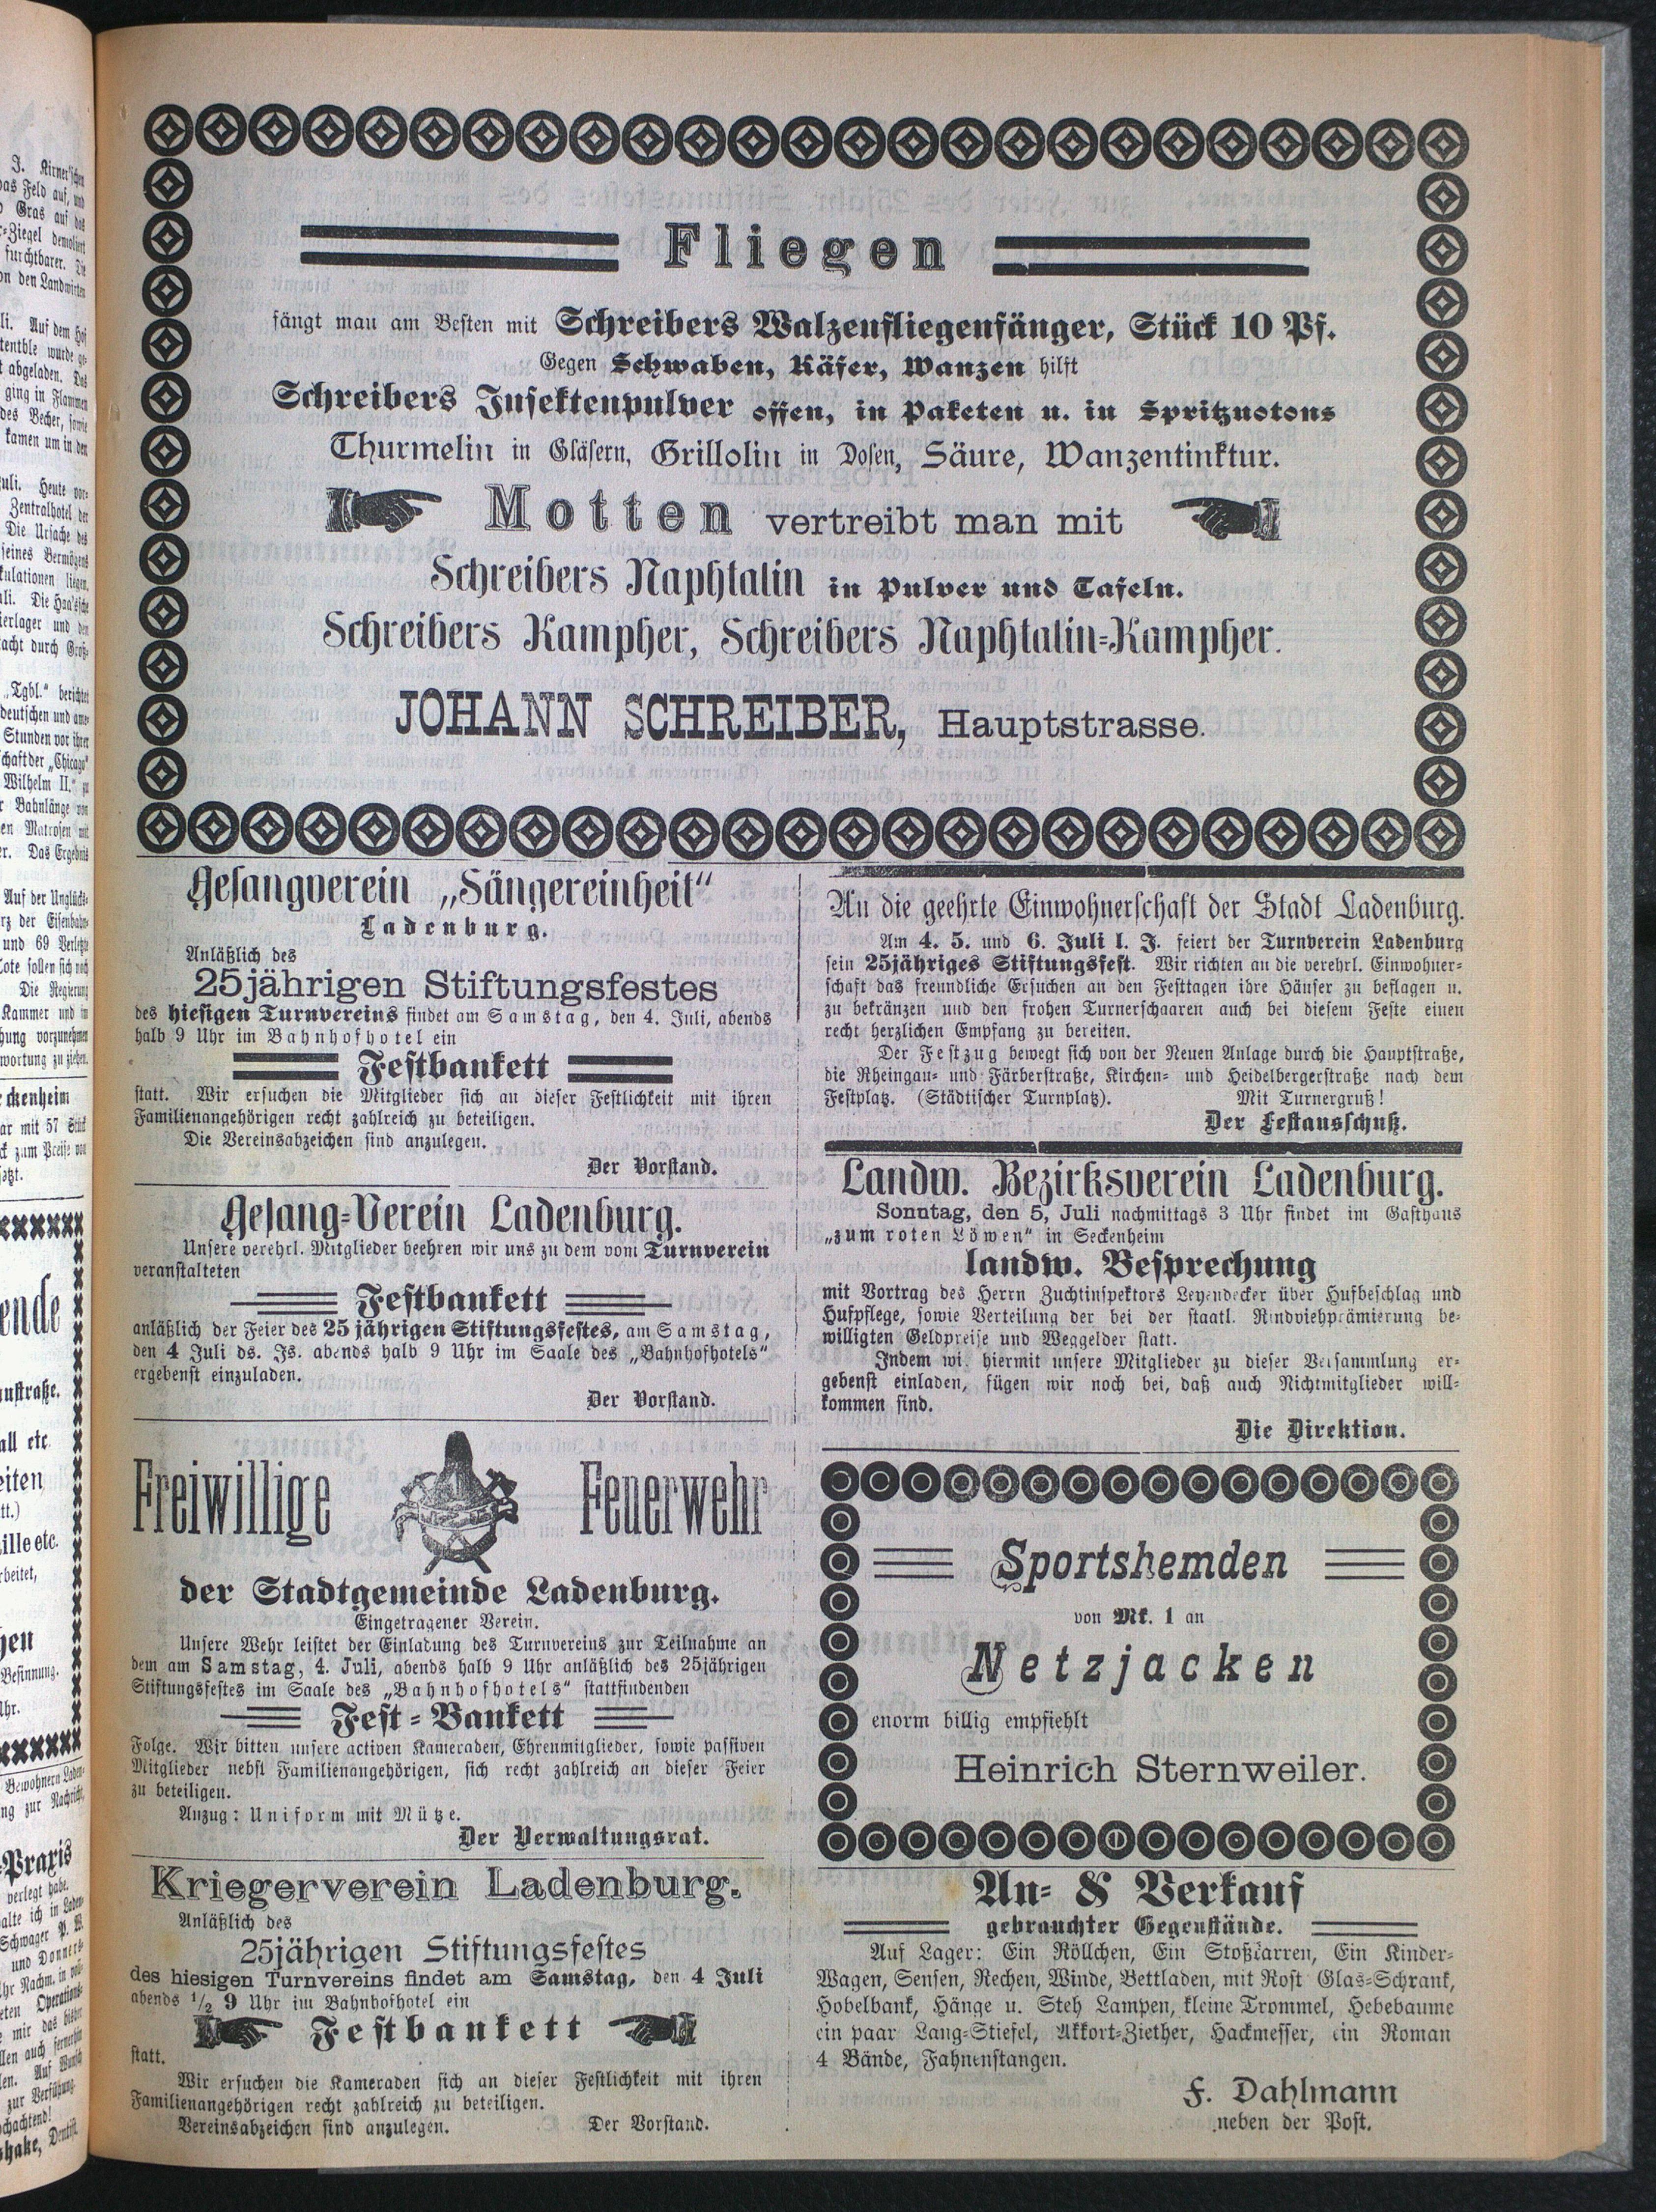 Fliegen
fängt man am Besten mit Schreibers Walzenfliegenfänger, Stück 10 Pf.
Gegen Schwaben, Käfer, Wanzen hilft
Schreibers Insektenpulver offen, in Paketen u. in Spritznotons
Thurmelin in Gläsern, Grillolin in Dosen, Säure, Wanzentinktur.
Motten vertreibt man mit
Schreibers Naphtalin in Pulver und Tafeln.
Schreibers Kampher, Schreibers Naphtalin-Kampher.
JOHANN SCHREIBER, Hauptstrasse.
Gesangverein „Sängereinheit“
Ladenburg.
Anläßlich des
25jährigen Stiftungsfestes
des hiesigen Turnvereins findet am Samstag, den 4. Juli, abends
halb 9 Uhr im Bahnhofhotel ein
Festbankett
statt. Wir ersuchen die Mitglieder sich an dieser Festlichkeit mit ihren
Familienangehörigen recht zahlreich zu beteiligen.
Die Vereinsabzeichen sind anzulegen.
Der Vorstand.
Gesang-Verein Ladenburg.
Unsere verehrl. Mitglieder beehren wir uns zu dem vom Turnverein
veranstalteten
Festbankett
anläßlich der Feier des 25 jährigen Stiftungsfestes, am Samstag,
den 4 Juli ds. Js. abends halb 9 Uhr im Saale des „Bahnhofhotels“
ergebenst einzuladen.
Der Vorstand.
Freiwillige Feuerwehr
der Stadtgemeinde Ladenburg.
Eingetragener Verein.
Unsere Wehr leistet der Einladung des Turnvereins zur Teilnahme an
dem am Samstag, 4. Juli, abends halb 9 Uhr anläßlich des 25jährigen
Stiftungsfestes im Saale des „Bahnhofhotels“ stattfindenden
Fest-Bankett
Folge. Wir bitten unsere activen Kameraden, Ehrenmitglieder, sowie passiven
Mitglieder nebst Familienangehörigen, sich recht zahlreich an dieser Feier
zu beteiligen.
Anzug: Uniform mit Mütze.
Der Verwaltungsrat.
Kriegerverein Ladenburg.
Anläßlich des
25jährigen Stiftungsfestes
des hiesigen Turnvereins findet am Samstag, den 4 Juli
abends 1/2 9 Uhr im Bahnhofhotel ein
Festbankett
statt.
Wir ersuchen die Kameraden sich an dieser Festlichkeit mit ihren
Familienangehörigen recht zahlreich zu beteiligen.
Vereinsabzeichen sind anzulegen. Der Vorstand.
An die geehrte Einwohnerschaft der Stadt Ladenburg.
Am 4. 5. und 6. Juli l. J. feiert der Turnverein Ladenburg
sein 25jähriges Stiftungsfest. Wir richten an die verehrl. Einwohner-
schaft das freundliche Ersuchen an den Festtagen ihre Häuser zu beflagen u.
zu bekränzen und den frohen Turnerschaaren auch bei diesem Feste einen
recht herzlichen Empfang zu bereiten.
Der Festzug bewegt sich von der Neuen Anlage durch die Hauptstraße,
die Rheingau- und Färberstraße, Kirchen- und Heidelbergerstraße nach dem
Festplatz. (Städtischer Turnplatz). Mit Turnergruß!
Der Festausschuß.
Landw. Bezirksverein Ladenburg.
Sonntag, den 5, Juli nachmittags 3 Uhr findet im Gasthaus
„zum roten Löwen“ in Seckenheim
landw. Besprechung
mit Vortrag des Herrn Zuchtinspektors Leyendecker über Hufbeschlag und
Hufpflege, sowie Verteilung der bei der staatl. Rindviehprämierung be-
willigten Geldpreise und Weggelder statt.
Indem wi. hiermit unsere Mitglieder zu dieser Versammlung er-
gebenst einladen, fügen wir noch bei, daß auch Nichtmitglieder will-
kommen sind.
Die Direktion.
Sportshemden
von Mk. 1 an
Netzjacken
enorm billig empfiehlt
Heinrich Sternweiler.
An- & Verkauf
gebrauchter Gegenstände.
Auf Lager: Ein Röllchen, Ein Stoßkarren, Ein Kinder-
Wagen, Sensen, Rechen, Winde, Bettladen, mit Rost Glas-Schrank,
Hobelbank, Hänge u. Steh Lampen, kleine Trommel, Hebebaume
ein paar Lang-Stiefel, Akkort-Ziether, Hackmesser, ein Roman
4 Bände, Fahnenstangen.
F. Dahlmann
neben der Post.